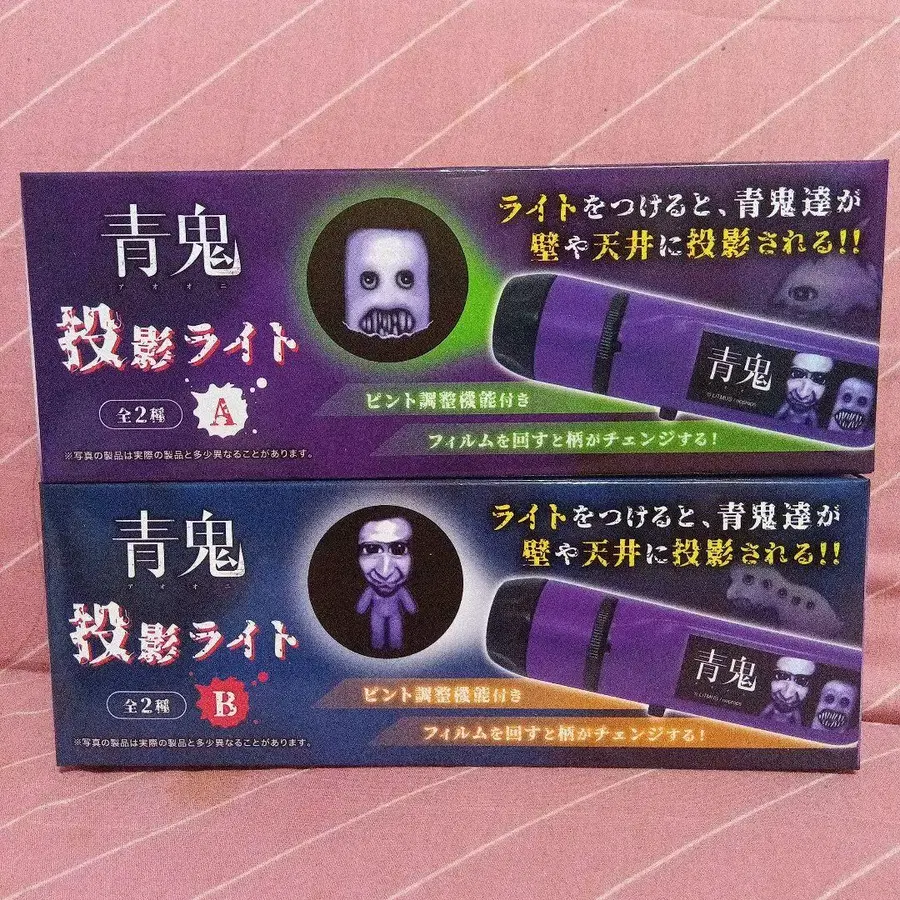 青鬼
アオオニ
投影ライト
全2種
A
※写真の製品は実際の製品と多少異なることがあります。
ライトをつけると、青鬼達が
壁や天井に投影される!!
青鬼
ピント調整機能付き
フィルムを回すと柄がチェンジする!
青鬼
アオオニ
投影ライト
全2種
B
※写真の製品は実際の製品と多少異なることがあります。
ライトをつけると、青鬼達が
壁や天井に投影される!!
青鬼
ピント調整機能付き
フィルムを回すと柄がチェンジする!